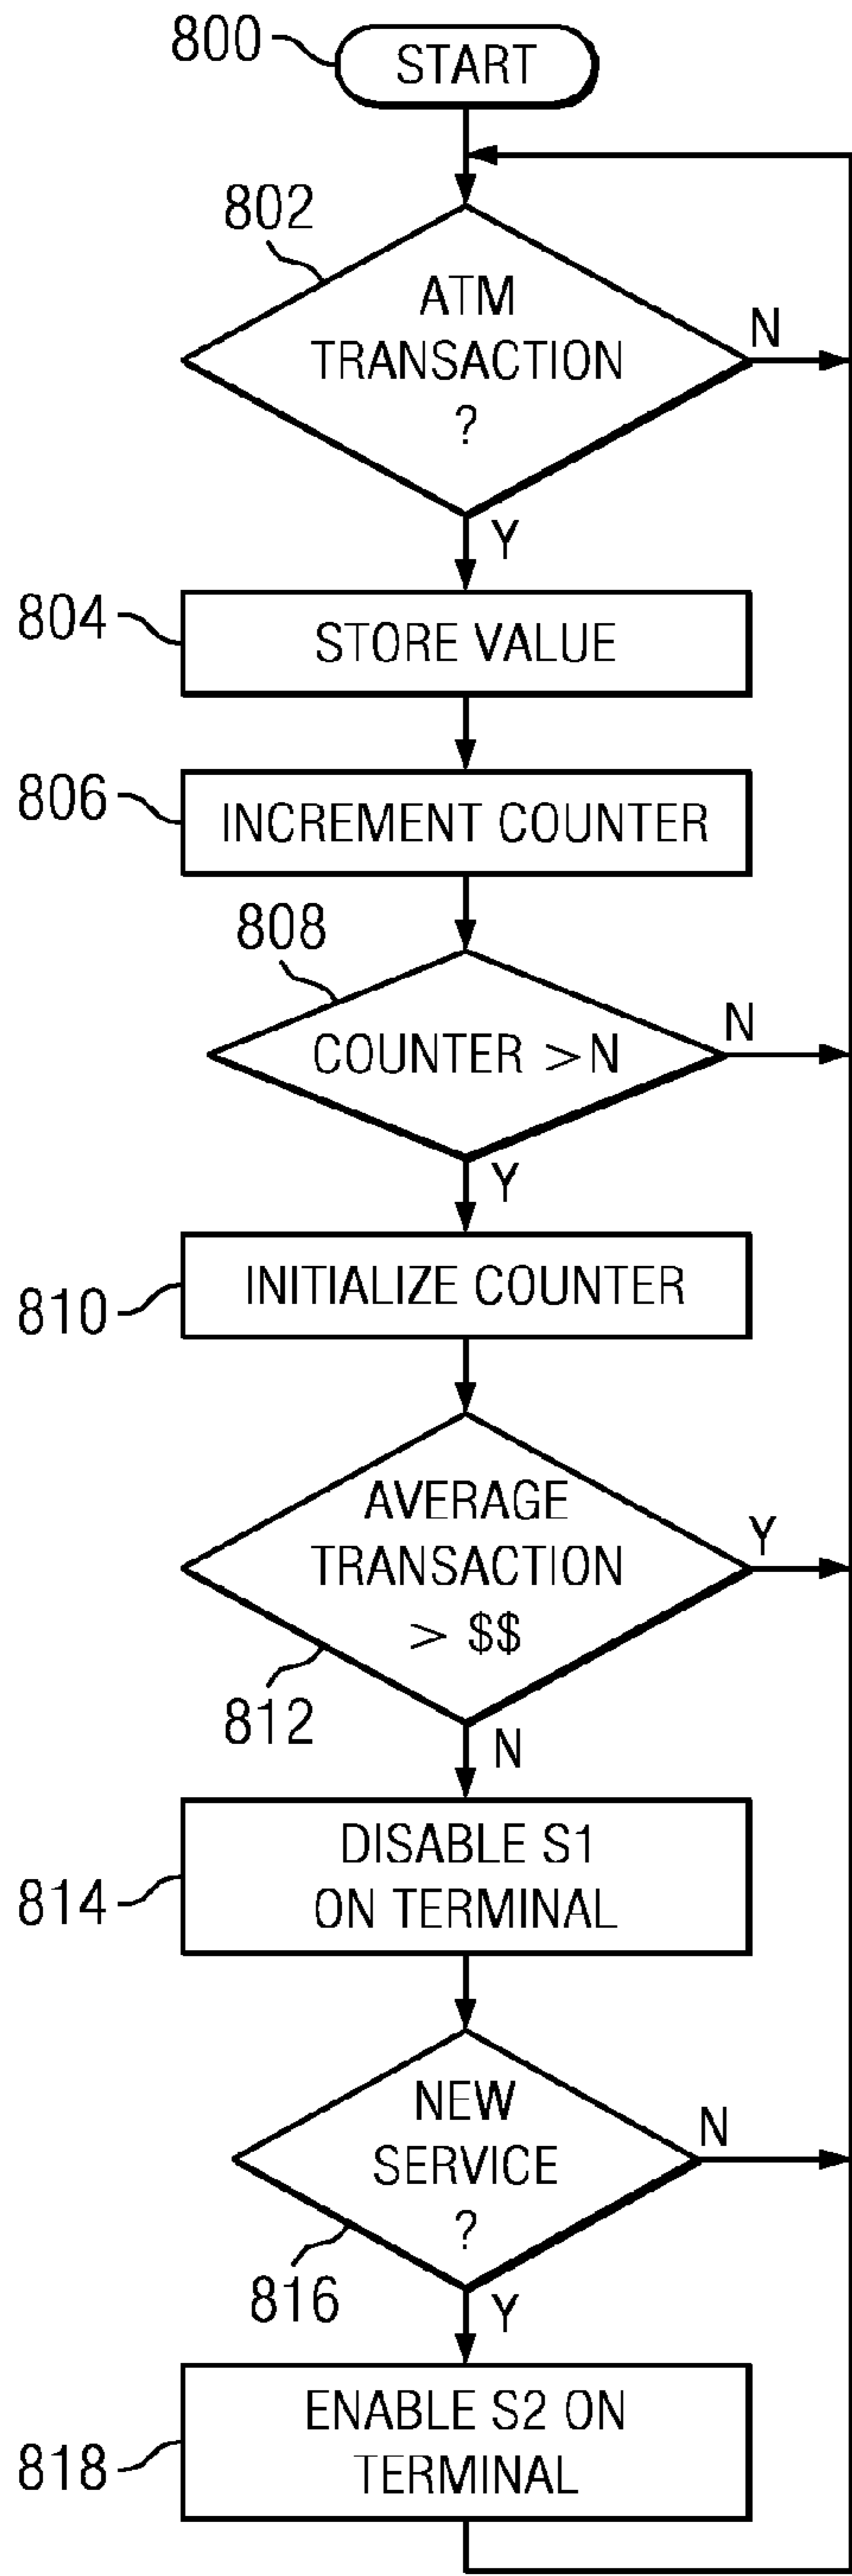 800
START
802
ATM
TRANSACTION
?
N
Y
804
STORE VALUE
806
INCREMENT COUNTER
808
COUNTER >N
N
Y
810
INITIALIZE COUNTER
AVERAGE
TRANSACTION
> $$
Y
812
N
814
DISABLE S1
ON TERMINAL
NEW
SERVICE
?
N
816
Y
818
ENABLE S2 ON
TERMINAL